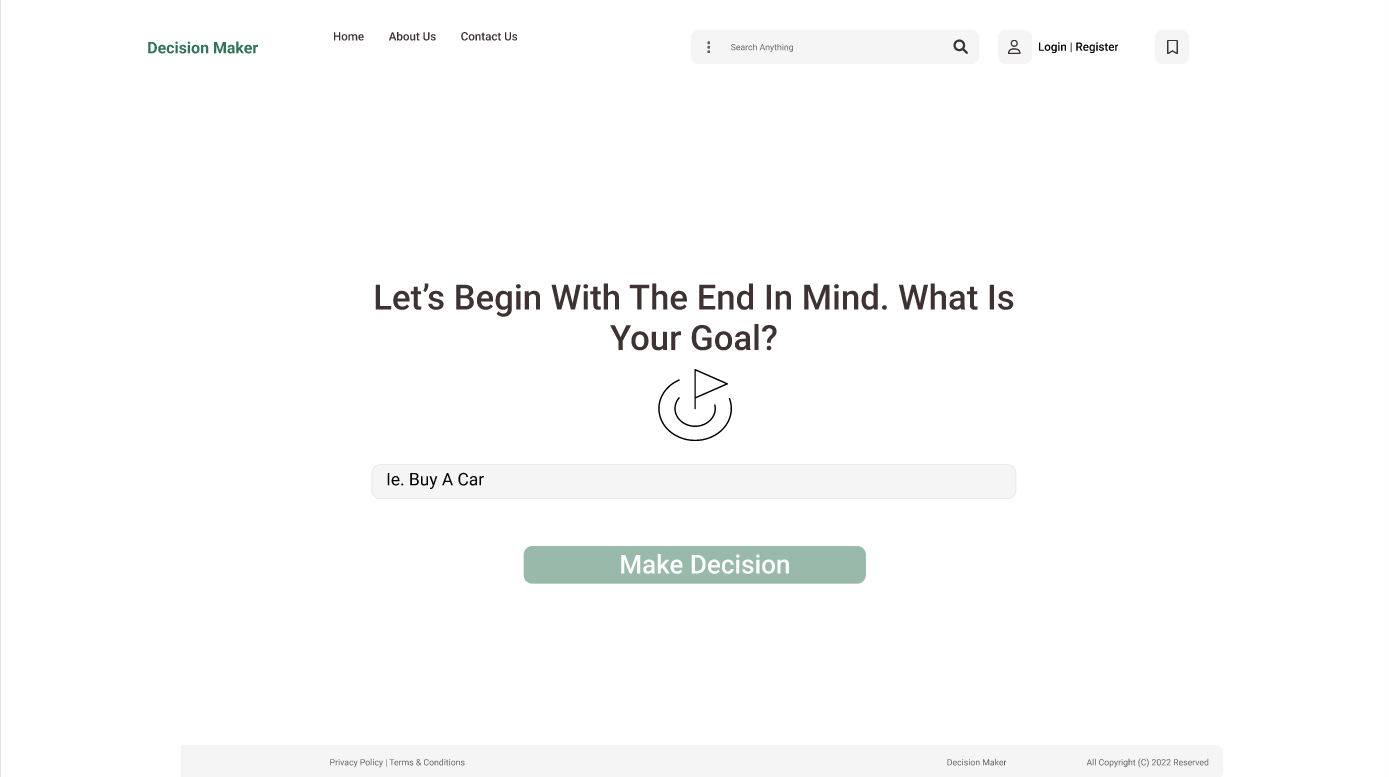 Decision Maker
Home
About Us
Contact Us
Search Anything
Login | Register
Let’s Begin With The End In Mind. What Is
Your Goal?
Ie. Buy A Car
Make Decision
Privacy Policy | Terms & Conditions
Decision Maker
All Copyright (C) 2022 Reserved